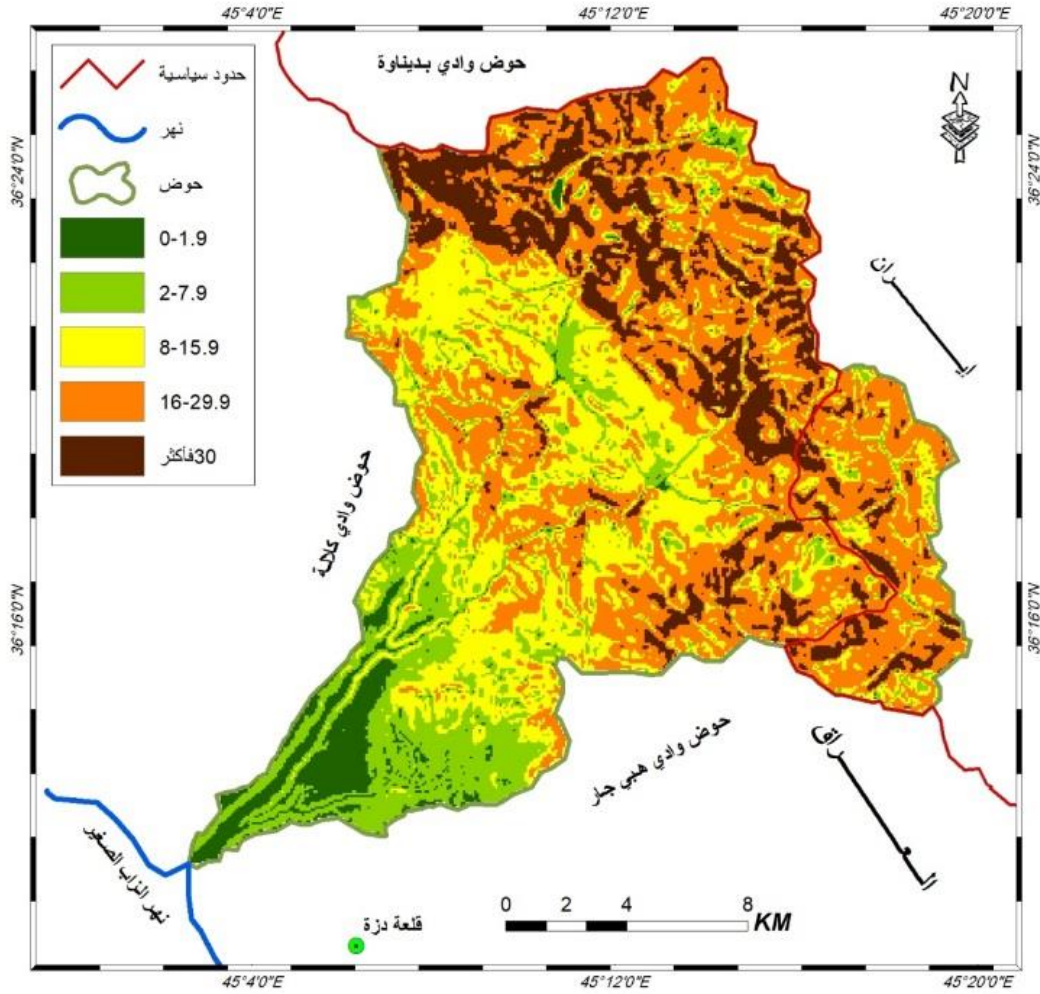 45°4'0"E
45°12'0"E
45°20'0"E
حدود سياسية
نهر
حوض
0-1.9
2-7.9
8-15.9
16-29.9
30فأكثر
حوض وادي بديناوة
N
36°24'0"N
36°24'0"N
ايران
حوض وادي كلالة
36°16'0"N
36°16'0"N
حوض وادي هيبي جار
العراق
نهر الزاب الصغير
قلعة دزة
0 2 4 8
KM
45°4'0"E
45°12'0"E
45°20'0"E